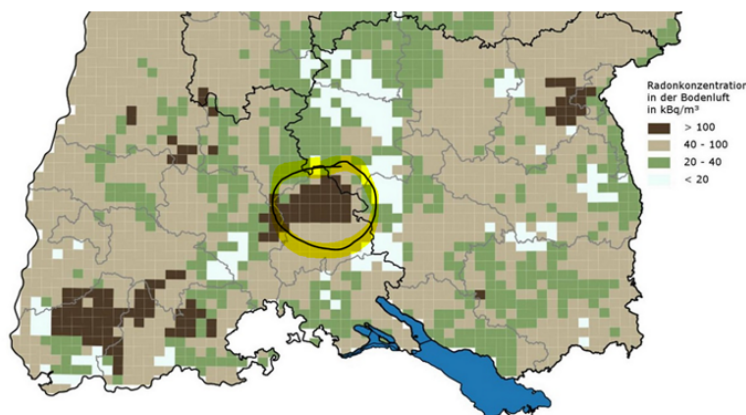 Radonkonzentration
in der Bodenluft
in kBq/m³
> 100
40 - 100
20 - 40
< 20